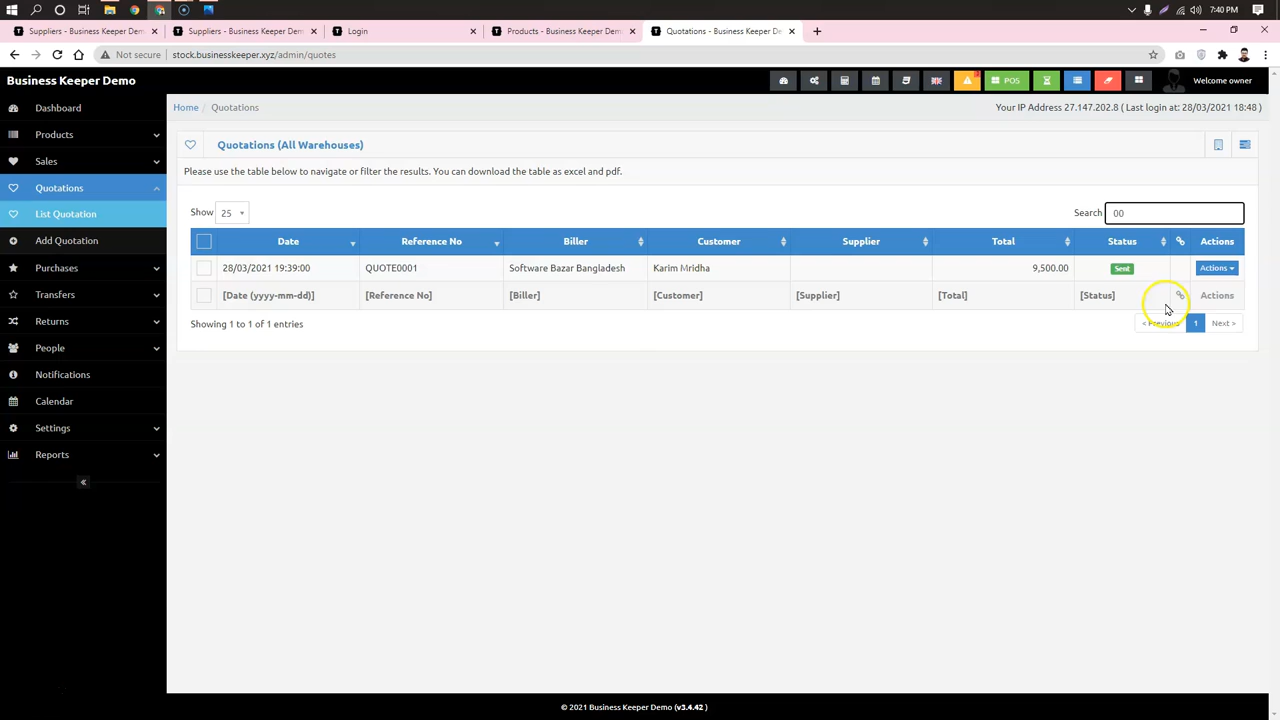 7:40 PM
Suppliers - Business Keeper Demo
Suppliers - Business Keeper Dem
Login
Products - Business Keeper Demo
Quotations - Business Keeper De
Not secure
stock.businesskeeper.xyz/admin/quotes
Business Keeper Demo
POS
Welcome owner
Dashboard
Products
Sales
Quotations
List Quotation
Add Quotation
Purchases
Transfers
Returns
People
Notifications
Calendar
Settings
Reports
Home / Quotations
Your IP Address 27.147.202.8 ( Last login at: 28/03/2021 18:48 )
Quotations (All Warehouses)
Please use the table below to navigate or filter the results. You can download the table as excel and pdf.
Show 25
Search 00
Date Reference No Biller Customer Supplier Total Status Actions
28/03/2021 19:39:00 QUOTE0001 Software Bazar Bangladesh Karim Mridha 9,500.00 Sent Actions
[Date (yyyy-mm-dd)] [Reference No] [Biller] [Customer] [Supplier] [Total] [Status] Actions
Showing 1 to 1 of 1 entries
< Previous 1 Next >
© 2021 Business Keeper Demo (v3.4.42 )